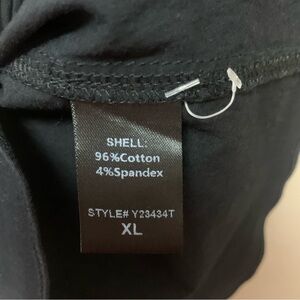 SHELL:
96%Cotton
4%Spandex
STYLE# Y23434T
XL